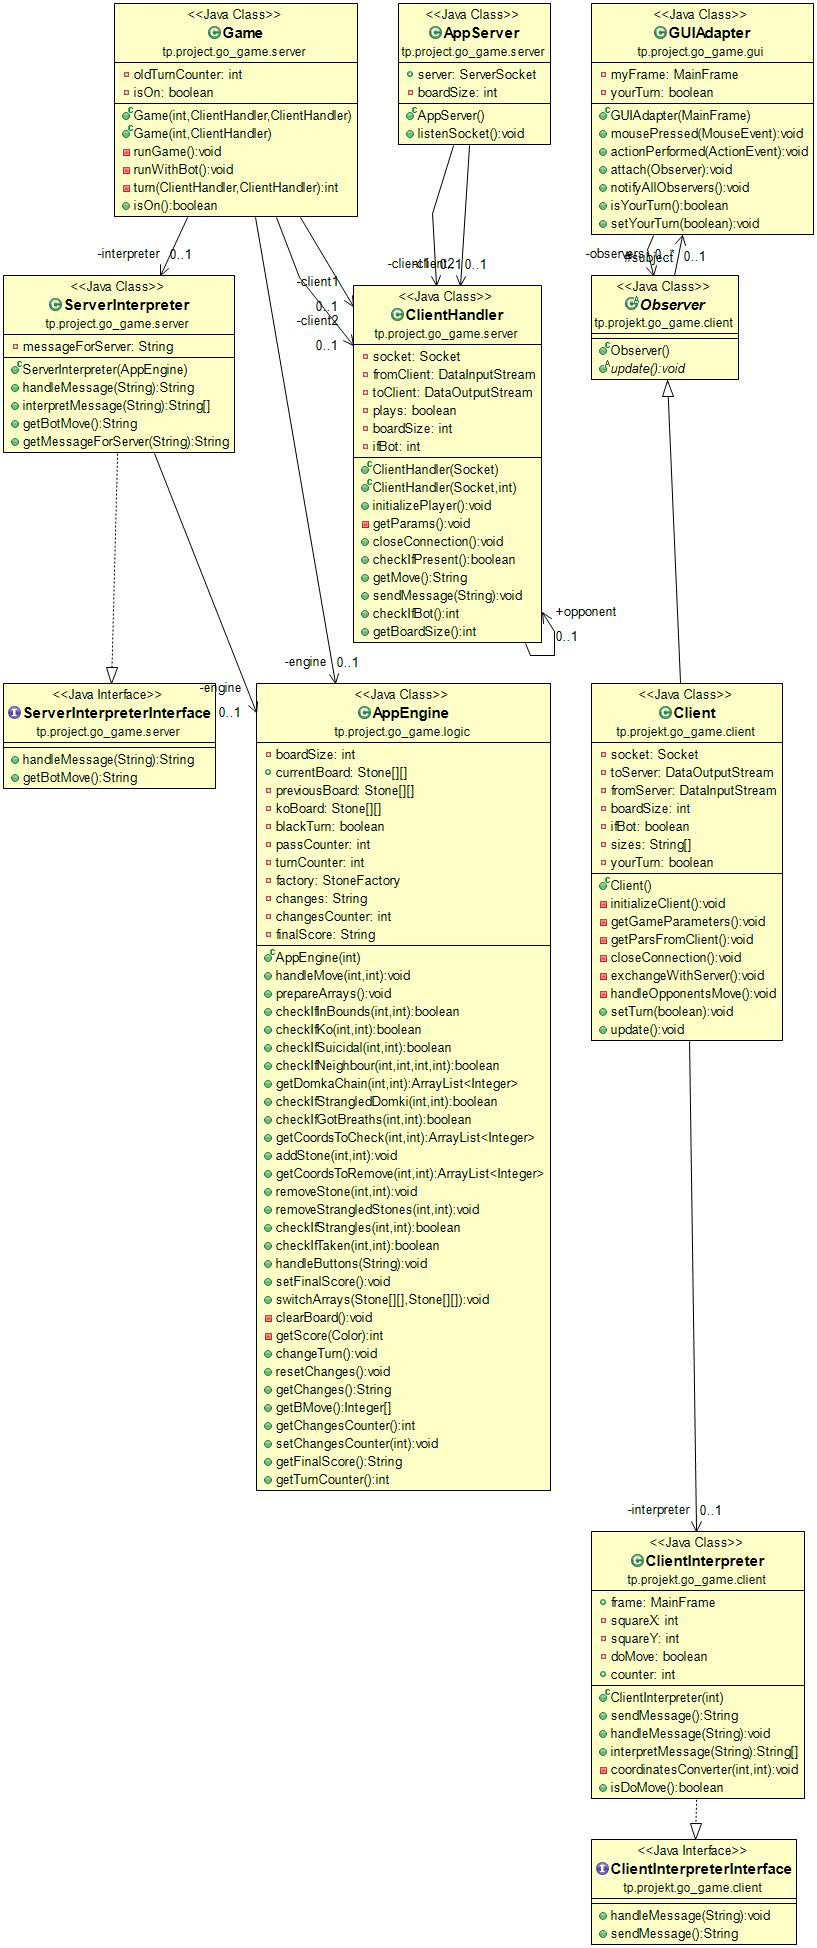 <<Java Class>>
Game
tp.project.go_game.server
oldTurnCounter: int
isOn: boolean
Game(int,ClientHandler,ClientHandler)
Game(int,ClientHandler)
runGame():void
runWithBot():void
turn(ClientHandler,ClientHandler):int
isOn():boolean
<<Java Class>>
AppServer
tp.project.go_game.server
server: ServerSocket
boardSize: int
AppServer()
listenSocket():void
<<Java Class>>
GUIAdapter
tp.project.go_game.gui
myFrame: MainFrame
yourTurn: boolean
GUIAdapter(MainFrame)
mousePressed(MouseEvent):void
actionPerformed(ActionEvent):void
attach(Observer):void
notifyAllObservers():void
isYourTurn():boolean
setYourTurn(boolean):void
-interpreter 0..1
-client1
0..1
-client2
0..1
0..1
-observers 0..*
#subject
0..1
<<Java Class>>
ServerInterpreter
tp.project.go_game.server
messageForServer: String
ServerInterpreter(AppEngine)
handleMessage(String):String
interpretMessage(String):String[]
getBotMove():String
getMessageForServer(String):String
<<Java Class>>
ClientHandler
tp.project.go_game.server
socket: Socket
fromClient: DataInputStream
toClient: DataOutputStream
plays: boolean
boardSize: int
ifBot: int
ClientHandler(Socket)
ClientHandler(Socket,int)
initializePlayer():void
getParams():void
closeConnection():void
checkIfPresent():boolean
getMove():String
sendMessage(String):void
checkIfBot():int
getBoardSize():int
+opponent
0..1
<<Java Class>>
Observer
tp.projekt.go_game.client
Observer()
update():void
-engine 0..1
-engine
0..1
<<Java Interface>>
ServerInterpreterInterface
tp.project.go_game.server
handleMessage(String):String
getBotMove():String
<<Java Class>>
AppEngine
tp.project.go_game.logic
boardSize: int
currentBoard: Stone[][]
previousBoard: Stone[][]
koBoard: Stone[][]
blackTurn: boolean
passCounter: int
turnCounter: int
factory: StoneFactory
changes: String
changesCounter: int
finalScore: String
AppEngine(int)
handleMove(int,int):void
prepareArrays():void
checkIfInBounds(int,int):boolean
checkIfKo(int,int):boolean
checkIfSuicidal(int,int):boolean
checkIfNeighbour(int,int,int,int):boolean
getDomkaChain(int,int):ArrayList<Integer>
checkIfStrangledDomki(int,int):boolean
checkIfGotBreaths(int,int):boolean
getCoordsToCheck(int,int):ArrayList<Integer>
addStone(int,int):void
getCoordsToRemove(int,int):ArrayList<Integer>
removeStone(int,int):void
removeStrangledStones(int,int):void
checkIfStrangles(int,int):boolean
checkIfTaken(int,int):boolean
handleButtons(String):void
setFinalScore():void
switchArrays(Stone[][],Stone[][]):void
clearBoard():void
getScore(Color):int
changeTurn():void
resetChanges():void
getChanges():String
getBMove():Integer[]
getChangesCounter():int
setChangesCounter(int):void
getFinalScore():String
getTurnCounter():int
<<Java Class>>
Client
tp.projekt.go_game.client
socket: Socket
toServer: DataOutputStream
fromServer: DataInputStream
boardSize: int
ifBot: boolean
sizes: String[]
yourTurn: boolean
Client()
initializeClient():void
getGameParameters():void
getParsFromClient():void
closeConnection():void
exchangeWithServer():void
handleOpponentsMove():void
setTurn(boolean):void
update():void
-interpreter 0..1
<<Java Class>>
ClientInterpreter
tp.projekt.go_game.client
frame: MainFrame
squareX: int
squareY: int
doMove: boolean
counter: int
ClientInterpreter(int)
sendMessage():String
handleMessage(String):void
interpretMessage(String):String[]
coordinatesConverter(int,int):void
isDoMove():boolean
<<Java Interface>>
ClientInterpreterInterface
tp.projekt.go_game.client
handleMessage(String):void
sendMessage():String